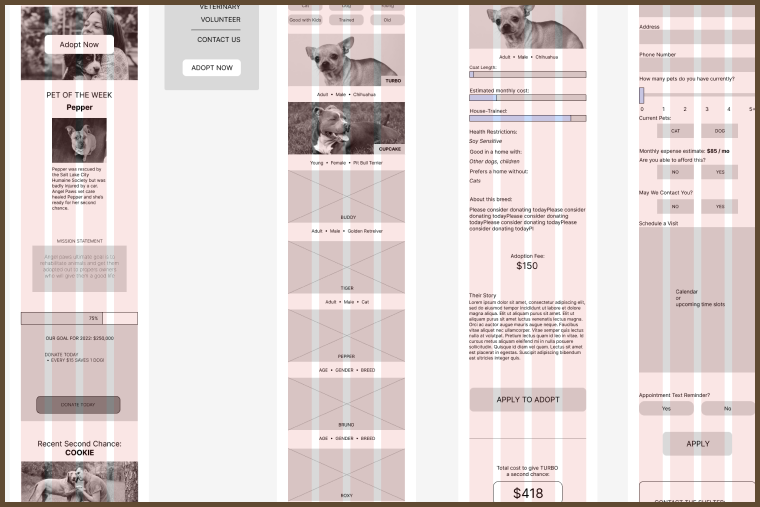 Adopt Now
PET OF THE WEEK
Pepper
Pepper was rescued by
the Salt Lake City
Humane Society but was
badly injured by a car.
Angel Paws vet care
healed Pepper and she's
ready for her second
chance.
MISSION STATEMENT
Angel paws ultimate goal is to
rehabilitate animals and get them
adopted out to prepare owners
who will give them a good life.
75%
OUR GOAL FOR 2022: $250,000
DONATE TODAY
• EVERY $15 SAVES 1 DOG!
DONATE TODAY
Recent Second Chance:
COOKIE
VETERINARY
VOLUNTEER
CONTACT US
ADOPT NOW
Cat
Dog
Young
Good with Kids
Trained
Old
TURBO
Adult • Male • Chihuahua
CUPCAKE
Young • Female • Pit Bull Terrier
BUDDY
Adult • Male • Golden Retreiver
TIGER
Adult • Male • Cat
PEPPER
AGE • GENDER • BREED
BRUNO
AGE • GENDER • BREED
ROXY
Adult • Male • Chihuahua
Coat Length:
Estimated monthly cost:
House-Trained:
Health Restrictions:
Soy Sensitive
Good in a home with:
Other dogs, children
Prefers a home without:
Cats
About this breed:
Please consider donating todayPlease consider
donating todayPlease consider donating
todayPlease consider donating todayPlease
consider donating todayPl
Adoption Fee:
$150
Their Story
Lorem ipsum dolor sit amet, consectetur adipiscing elit,
sed do eiusmod tempor incididunt ut labore et dolore
magna aliqua. Elit ut aliquam purus sit amet. Elit ut
aliquam purus sit amet luctus venenatis lectus magna.
Orci ac auctor augue mauris augue neque. Faucibus
vitae aliquet nec ullamcorper. Vitae semper quis lectus
nulla at volutpat. Pretium lectus quam id leo in vitae. In
cursus metus aliquam eleifend mi in nulla posuere
sollicitudin. Quisque id diam vel quam. Lectus sit amet
est placerat in egestas. Suscipit adipiscing bibendum
est ultricies integer quis.
APPLY TO ADOPT
Total cost to give TURBO
a second chance:
$418
Address
Phone Number
How many pets do you have currently?
0 1 2 3 4 5+
Current Pets:
CAT
DOG
Monthly expense estimate: $85 / mo
Are you able to afford this?
NO
YES
May We Contact You?
NO
YES
Schedule a Visit
Calendar
or
upcoming time slots
Appointment Text Reminder?
Yes
No
APPLY
CONTACT THE SHELTER: